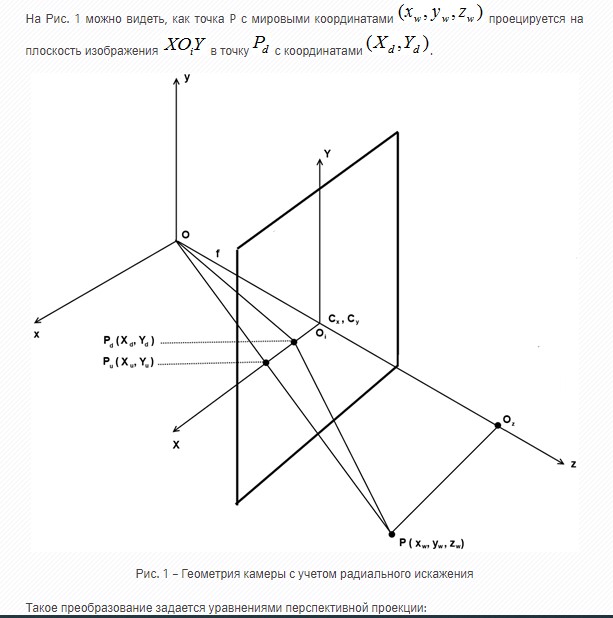 На Рис. 1 можно видеть, как точка P с мировыми координатами (x_w, y_w, z_w) проецируется на
плоскость изображения XO_iY в точку P_d с координатами (X_d, Y_d).
y
Y
O
f
x
C_x, C_y
O_i
P_d (X_d, Y_d)
P_u (X_u, Y_u)
X
O_z
z
P ( x_w, y_w, z_w)
Рис. 1 – Геометрия камеры с учетом радиального искажения
Такое преобразование задается уравнениями перспективной проекции: